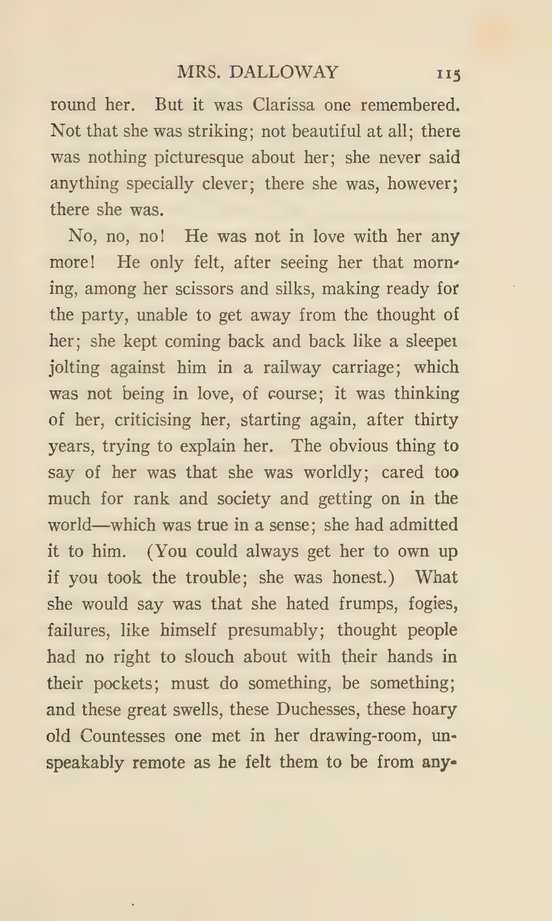 MRS. DALLOWAY 115
round her. But it was Clarissa one remembered.
Not that she was striking; not beautiful at all; there
was nothing picturesque about her; she never said
anything specially clever; there she was, however;
there she was.
No, no, no! He was not in love with her any
more! He only felt, after seeing her that morn-
ing, among her scissors and silks, making ready for
the party, unable to get away from the thought of
her; she kept coming back and back like a sleeper
jolting against him in a railway carriage; which
was not being in love, of course; it was thinking
of her, criticising her, starting again, after thirty
years, trying to explain her. The obvious thing to
say of her was that she was worldly; cared too
much for rank and society and getting on in the
world—which was true in a sense; she had admitted
it to him. (You could always get her to own up
if you took the trouble; she was honest.) What
she would say was that she hated frumps, fogies,
failures, like himself presumably; thought people
had no right to slouch about with their hands in
their pockets; must do something, be something;
and these great swells, these Duchesses, these hoary
old Countesses one met in her drawing-room, un-
speakably remote as he felt them to be from any-